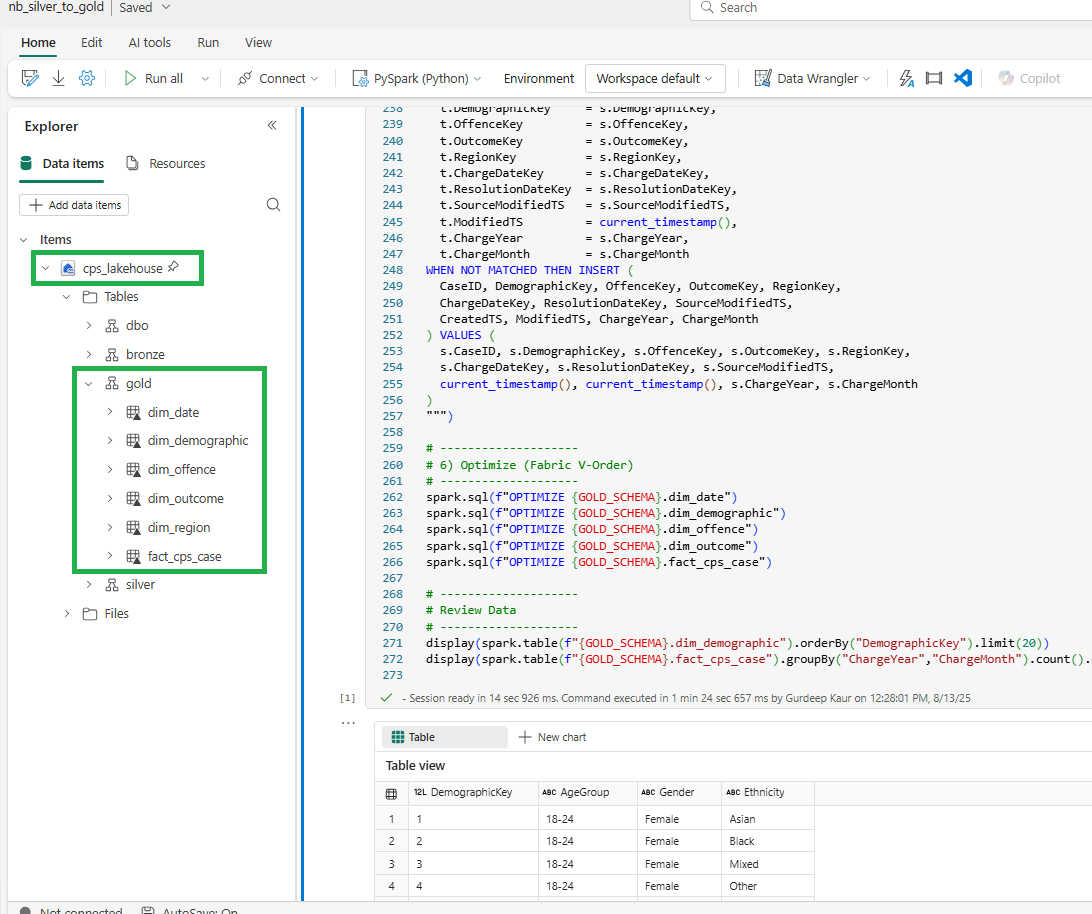 nb_silver_to_gold Saved Search
Home Edit AI tools Run View
Run all Connect PySpark (Python) Environment Workspace default Data Wrangler Copilot
Explorer
Data items Resources
Add data items
Items
cps_lakehouse
Tables
dbo
bronze
gold
dim_date
dim_demographic
dim_offence
dim_outcome
dim_region
fact_cps_case
silver
Files
238 t.DemographicKey = s.DemographicKey,
239 t.OffenceKey = s.OffenceKey,
240 t.OutcomeKey = s.OutcomeKey,
241 t.RegionKey = s.RegionKey,
242 t.ChargeDateKey = s.ChargeDateKey,
243 t.ResolutionDateKey = s.ResolutionDateKey,
244 t.SourceModifiedTS = s.SourceModifiedTS,
245 t.ModifiedTS = current_timestamp(),
246 t.ChargeYear = s.ChargeYear,
247 t.ChargeMonth = s.ChargeMonth
248 WHEN NOT MATCHED THEN INSERT (
249 CaseID, DemographicKey, OffenceKey, OutcomeKey, RegionKey,
250 ChargeDateKey, ResolutionDateKey, SourceModifiedTS,
251 CreatedTS, ModifiedTS, ChargeYear, ChargeMonth
252 ) VALUES (
253 s.CaseID, s.DemographicKey, s.OffenceKey, s.OutcomeKey, s.RegionKey,
254 s.ChargeDateKey, s.ResolutionDateKey, s.SourceModifiedTS,
255 current_timestamp(), current_timestamp(), s.ChargeYear, s.ChargeMonth
256 )
257 """)
258
259 # --------------------
260 # 6) Optimize (Fabric V-Order)
261 # --------------------
262 spark.sql(f"OPTIMIZE {GOLD_SCHEMA}.dim_date")
263 spark.sql(f"OPTIMIZE {GOLD_SCHEMA}.dim_demographic")
264 spark.sql(f"OPTIMIZE {GOLD_SCHEMA}.dim_offence")
265 spark.sql(f"OPTIMIZE {GOLD_SCHEMA}.dim_outcome")
266 spark.sql(f"OPTIMIZE {GOLD_SCHEMA}.fact_cps_case")
267
268 # --------------------
269 # Review Data
270 # --------------------
271 display(spark.table(f"{GOLD_SCHEMA}.dim_demographic").orderBy("DemographicKey").limit(20))
272 display(spark.table(f"{GOLD_SCHEMA}.fact_cps_case").groupBy("ChargeYear","ChargeMonth").count().
273
[1] - Session ready in 14 sec 926 ms. Command executed in 1 min 24 sec 657 ms by Gurdeep Kaur on 12:28:01 PM, 8/13/25
Table New chart
Table view
12L DemographicKey ABC AgeGroup ABC Gender ABC Ethnicity
1 1 18-24 Female Asian
2 2 18-24 Female Black
3 3 18-24 Female Mixed
4 4 18-24 Female Other
Not connected AutoSave: On